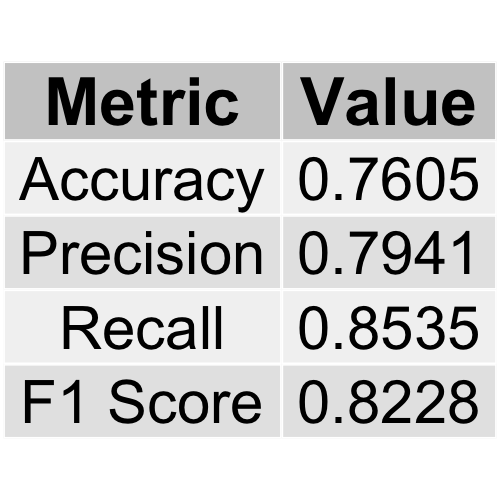 Metric Value
Accuracy 0.7605
Precision 0.7941
Recall 0.8535
F1 Score 0.8228